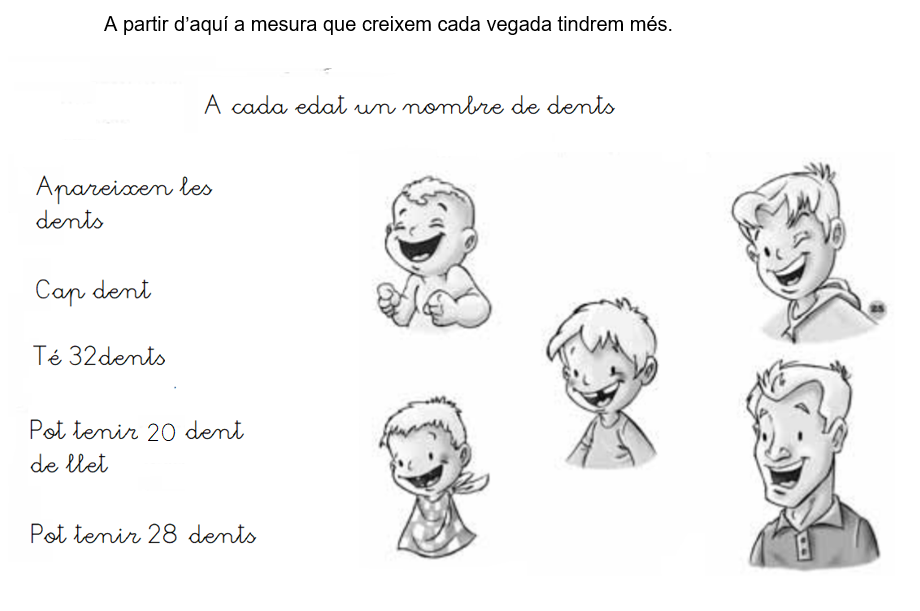 A partir d’aquí a mesura que creixem cada vegada tindrem més.
A cada edat un nombre de dents
Apareixen les
dents
Cap dent
Té 32dents
Pot tenir 20 dent
de llet
Pot tenir 28 dents